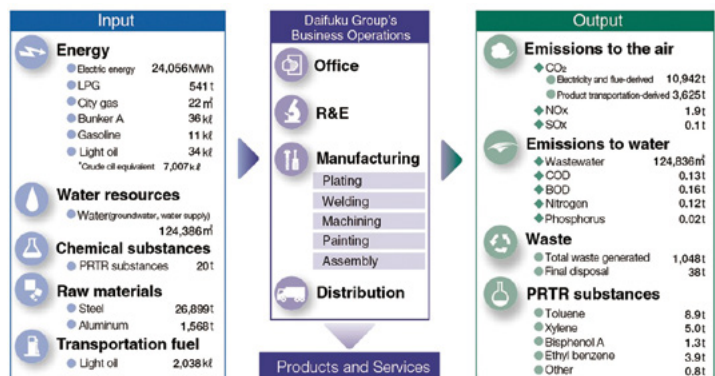 Input
Energy
Electric energy 24,056MWh
LPG 541t
City gas 22㎥
Bunker A 36kℓ
Gasoline 11kℓ
Light oil 34kℓ
*Crude oil equivalent 7,007kℓ
Water resources
Water(groundwater, water supply)
124,386㎥
Chemical substances
PRTR substances 20t
Raw materials
Steel 26,899t
Aluminum 1,568t
Transportation fuel
Light oil 2,038kℓ
Daifuku Group's
Business Operations
Office
R&E
Manufacturing
Plating
Welding
Machining
Painting
Assembly
Distribution
Products and Services
Output
Emissions to the air
CO₂
Electricity and flue-derived 10,942t
Product transportation-derived 3,625t
NOx 1.9t
SOx 0.1t
Emissions to water
Wastewater 124,836㎥
COD 0.13t
BOD 0.16t
Nitrogen 0.12t
Phosphorus 0.02t
Waste
Total waste generated 1,048t
Final disposal 38t
PRTR substances
Toluene 8.9t
Xylene 5.0t
Bisphenol A 1.3t
Ethyl benzene 3.9t
Other 0.8t